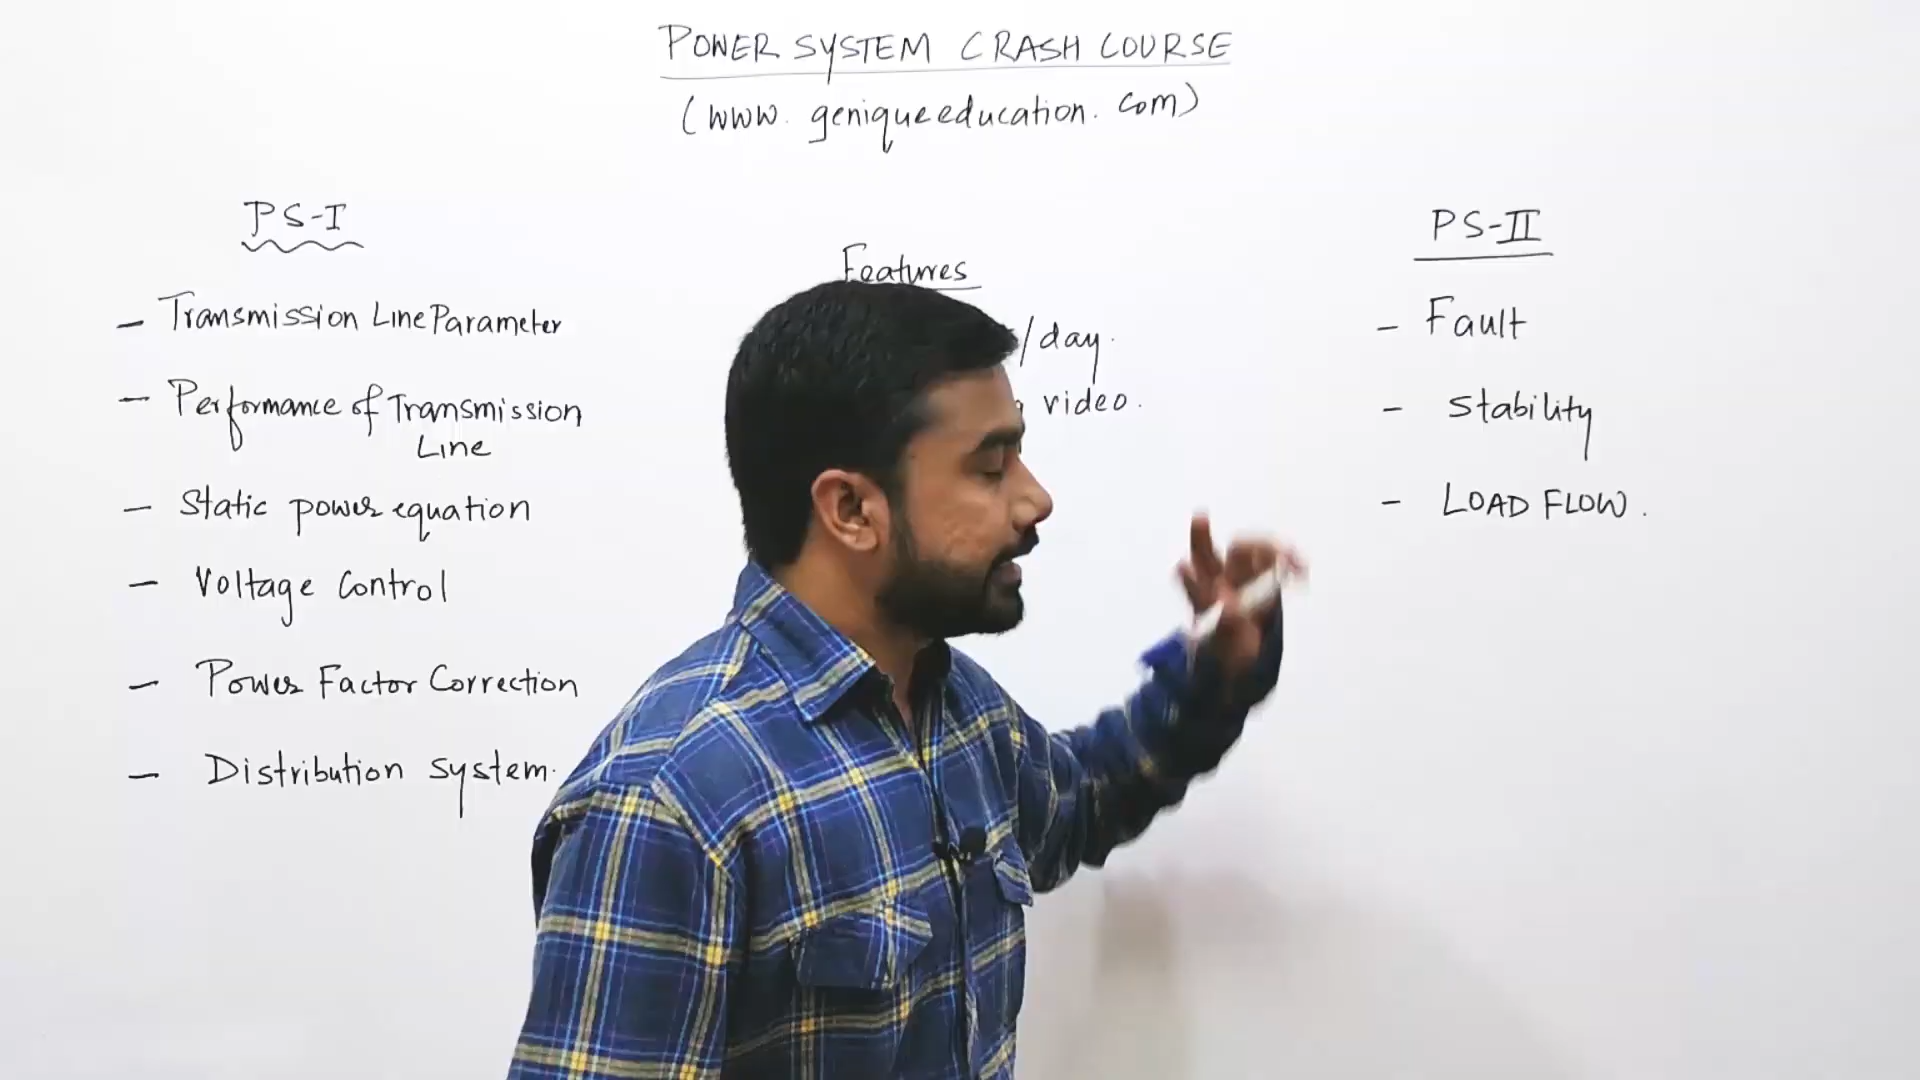 POWER SYSTEM CRASH COURSE
(www.geniqueeducation.com)
PS-I
- Transmission Line Parameter
- Performance of Transmission
Line
- Static power equation
- Voltage Control
- Power Factor Correction
- Distribution system.
Features
/day.
video.
PS-II
- Fault
- Stability
- LOAD FLOW.